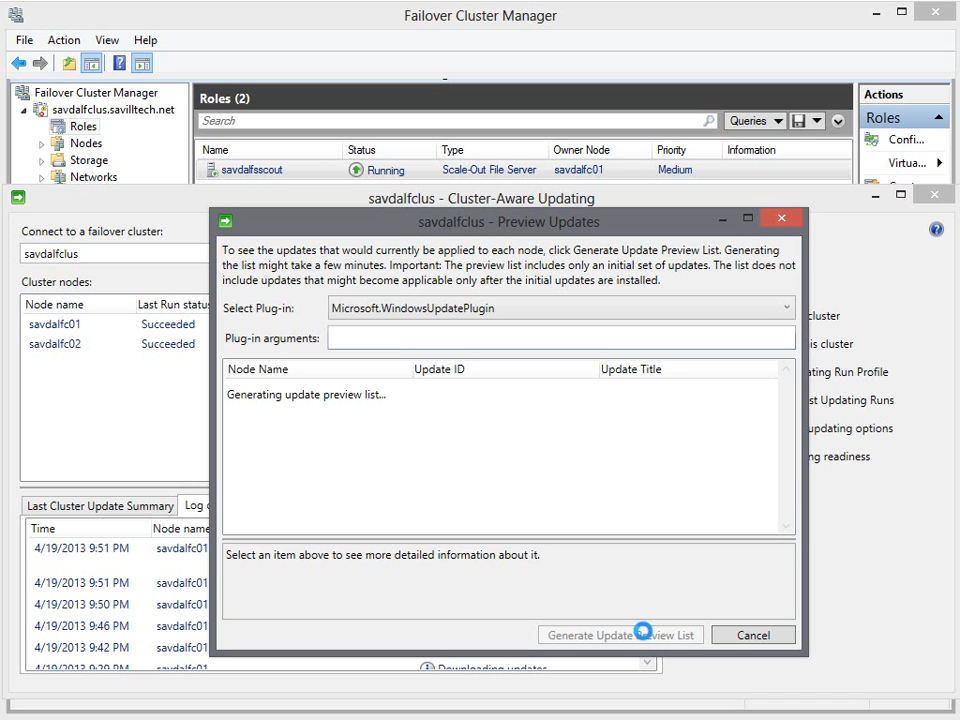 Failover Cluster Manager
File Action View Help
Failover Cluster Manager
savdalfclus.savilltech.net
Roles
Nodes
Storage
Networks
Roles (2)
Search
Queries
Name Status Type Owner Node Priority Information
savdalfsscout Running Scale-Out File Server savdalfc01 Medium
Actions
Roles
Confi...
Virtua...
savdalfclus - Cluster-Aware Updating
Connect to a failover cluster:
savdalfclus
Cluster nodes:
Node name Last Run status
savdalfc01 Succeeded
savdalfc02 Succeeded
cluster
is cluster
ating Run Profile
st Updating Runs
updating options
ng readiness
savdalfclus - Preview Updates
To see the updates that would currently be applied to each node, click Generate Update Preview List. Generating
the list might take a few minutes. Important: The preview list includes only an initial set of updates. The list does not
include updates that might become applicable only after the initial updates are installed.
Select Plug-in: Microsoft.WindowsUpdatePlugin
Plug-in arguments:
Node Name Update ID Update Title
Generating update preview list...
Select an item above to see more detailed information about it.
Generate Update Preview List Cancel
Last Cluster Update Summary Log o
Time Node name
4/19/2013 9:51 PM savdalfc01
4/19/2013 9:51 PM savdalfc01
4/19/2013 9:50 PM savdalfc01
4/19/2013 9:46 PM savdalfc01
4/19/2013 9:42 PM savdalfc01
4/19/2013 9:39 PM savdalfc01 Downloading updates